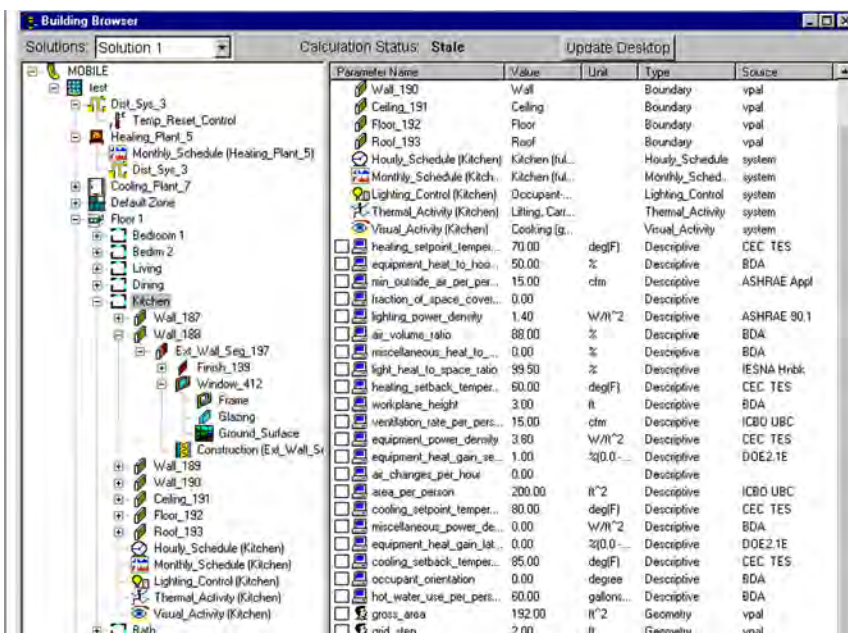 Building Browser
Solutions: Solution 1 Calculation Status: Stale Update Desktop
MOBILE
test
Dist_Sys_3
Temp_Reset_Control
Heating_Plant_5
Monthly_Schedule (Heating_Plant_5)
Dist_Sys_3
Cooling_Plant_7
Default Zone
Floor 1
Bedroom 1
Bedrm 2
Living
Dining
Kitchen
Wall_187
Wall_188
Ext_Wall_Seg_197
Finish_139
Window_412
Frame
Glazing
Ground_Surface
Construction (Ext_Wall_Se
Wall_189
Wall_190
Ceiling_191
Floor_192
Roof_193
Hourly_Schedule (Kitchen)
Monthly_Schedule (Kitchen)
Lighting_Control (Kitchen)
Thermal_Activity (Kitchen)
Visual_Activity (Kitchen)
Bath
Parameter Name Value Unit Type Source
Wall_190 Wall Boundary vpal
Ceiling_191 Ceiling Boundary vpal
Floor_192 Floor Boundary vpal
Roof_193 Roof Boundary vpal
Hourly_Schedule (Kitchen) Kitchen (ful... Hourly_Schedule system
Monthly_Schedule (Kitch... Kitchen (ful... Monthly_Sched... system
Lighting_Control (Kitchen) Occupant-... Lighting_Control system
Thermal_Activity (Kitchen) Lifting, Carr... Thermal_Activity system
Visual_Activity (Kitchen) Cooking (g... Visual_Activity system
heating_setpoint_temper... 70.00 deg(F) Descriptive CEC TES
equipment_heat_to_hoo... 50.00 % Descriptive BDA
min_outside_air_per_per... 15.00 cfm Descriptive ASHRAE Appl
fraction_of_space_cover... 0.00 Descriptive
lighting_power_density 1.40 W/ft^2 Descriptive ASHRAE 90.1
air_volume_ratio 88.00 % Descriptive BDA
miscellaneous_heat_to_... 0.00 % Descriptive BDA
light_heat_to_space_ratio 99.50 % Descriptive IESNA Hnbk
heating_setback_temper... 60.00 deg(F) Descriptive CEC TES
workplane_height 3.00 ft Descriptive BDA
ventilation_rate_per_pers... 15.00 cfm Descriptive ICBO UBC
equipment_power_density 3.80 W/ft^2 Descriptive CEC TES
equipment_heat_gain_se... 1.00 %(0.0-... Descriptive DOE2.1E
air_changes_per_hour 0.00 Descriptive
area_per_person 200.00 ft^2 Descriptive ICBO UBC
cooling_setpoint_temper... 80.00 deg(F) Descriptive CEC TES
miscellaneous_power_de... 0.00 W/ft^2 Descriptive BDA
equipment_heat_gain_lat... 0.00 %(0.0-... Descriptive DOE2.1E
cooling_setback_temper... 85.00 deg(F) Descriptive CEC TES
occupant_orientation 0.00 degree Descriptive BDA
hot_water_use_per_pers... 60.00 gallons... Descriptive BDA
gross_area 192.00 ft^2 Geometry vpal
grid_step 2.00 ft Geometry vpal